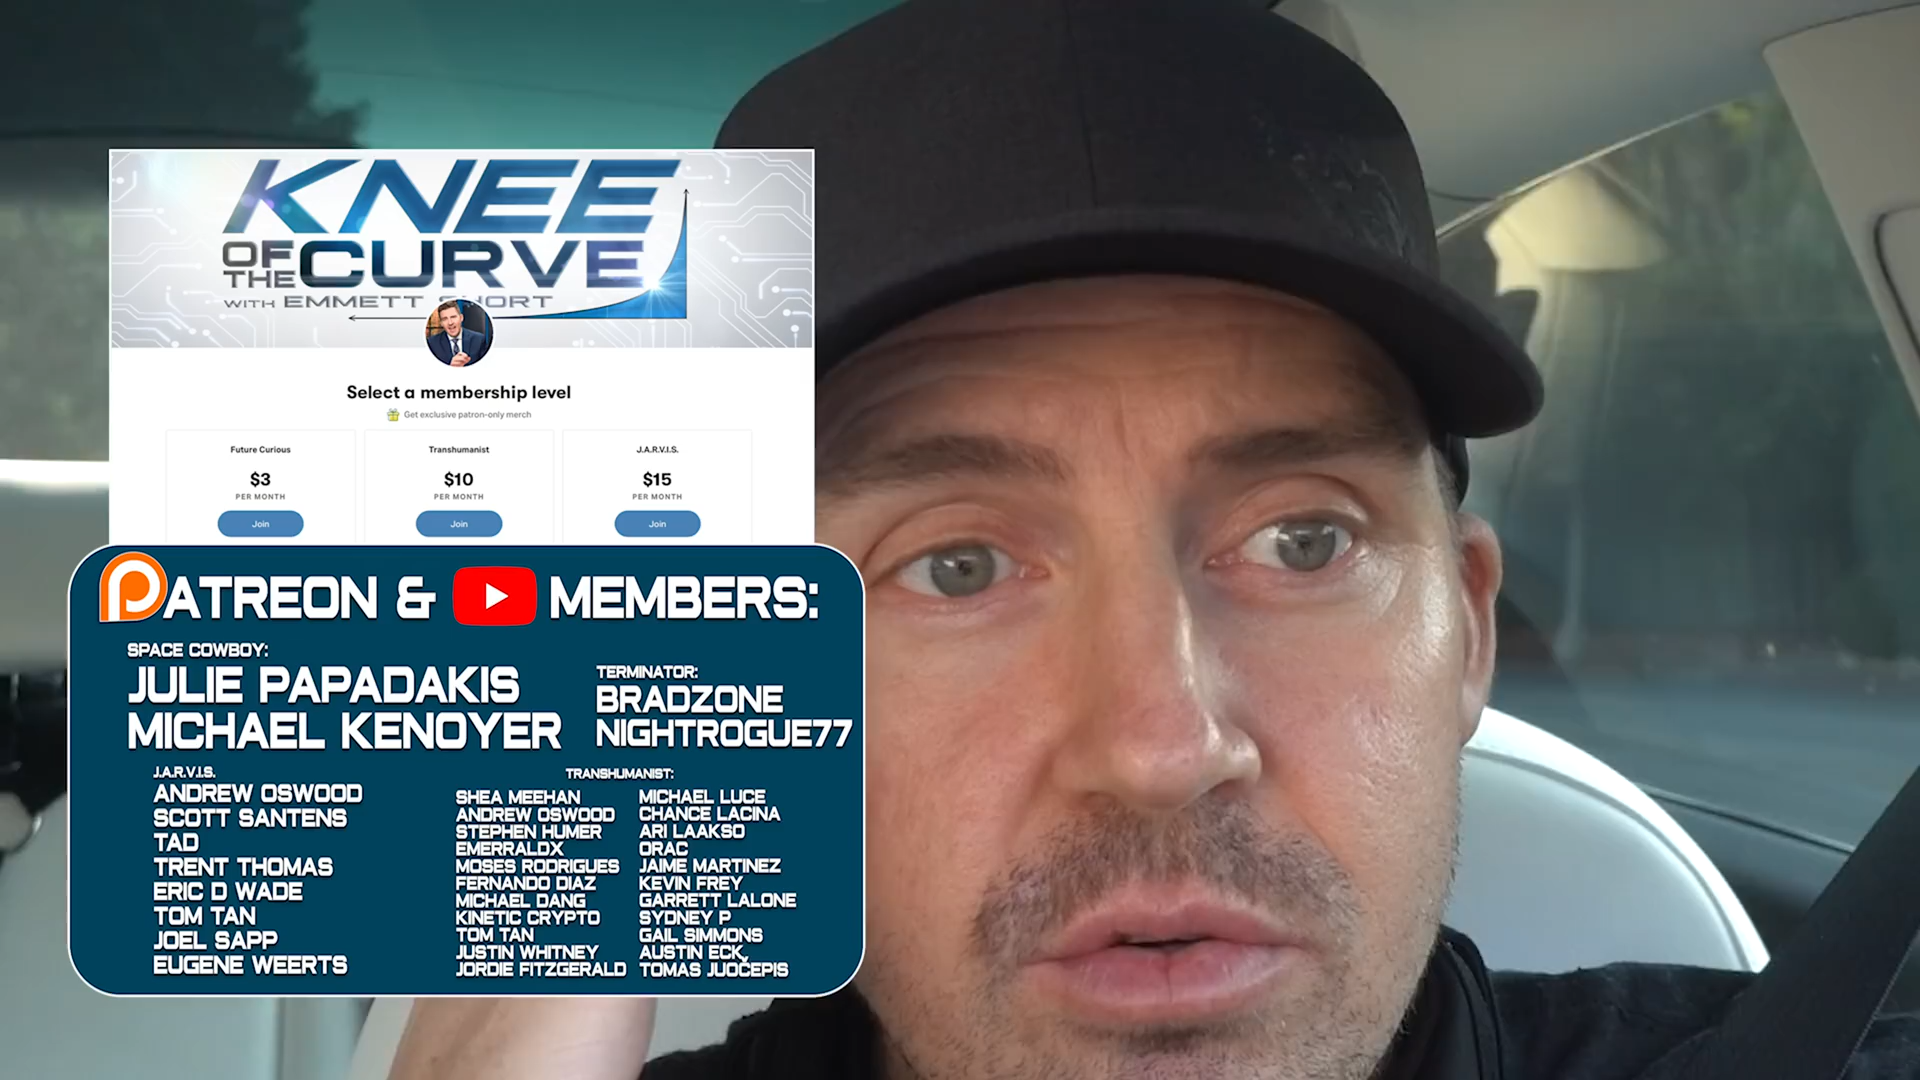 KNEE
OF THE CURVE
WITH EMMETT SHORT
Select a membership level
Get exclusive patron-only merch
Future Curious
$3
PER MONTH
Join
Transhumanist
$10
PER MONTH
Join
J.A.R.V.I.S.
$15
PER MONTH
Join
PATREON & MEMBERS:
SPACE COWBOY:
JULIE PAPADAKIS
MICHAEL KENOYER
TERMINATOR:
BRADZONE
NIGHTROGUE77
J.A.R.V.I.S.
ANDREW OSWOOD
SCOTT SANTENS
TAD
TRENT THOMAS
ERIC D WADE
TOM TAN
JOEL SAPP
EUGENE WEERTS
TRANSHUMANIST:
SHEA MEEHAN
ANDREW OSWOOD
STEPHEN HUMER
EMERRALDX
MOSES RODRIGUES
FERNANDO DIAZ
MICHAEL DANG
KINETIC CRYPTO
TOM TAN
JUSTIN WHITNEY
JORDIE FITZGERALD
MICHAEL LUCE
CHANCE LACINA
ARI LAAKSO
ORAC
JAIME MARTINEZ
KEVIN FREY
GARRETT LALONE
SYDNEY P
GAIL SIMMONS
AUSTIN ECK
TOMAS JUOČEPIS